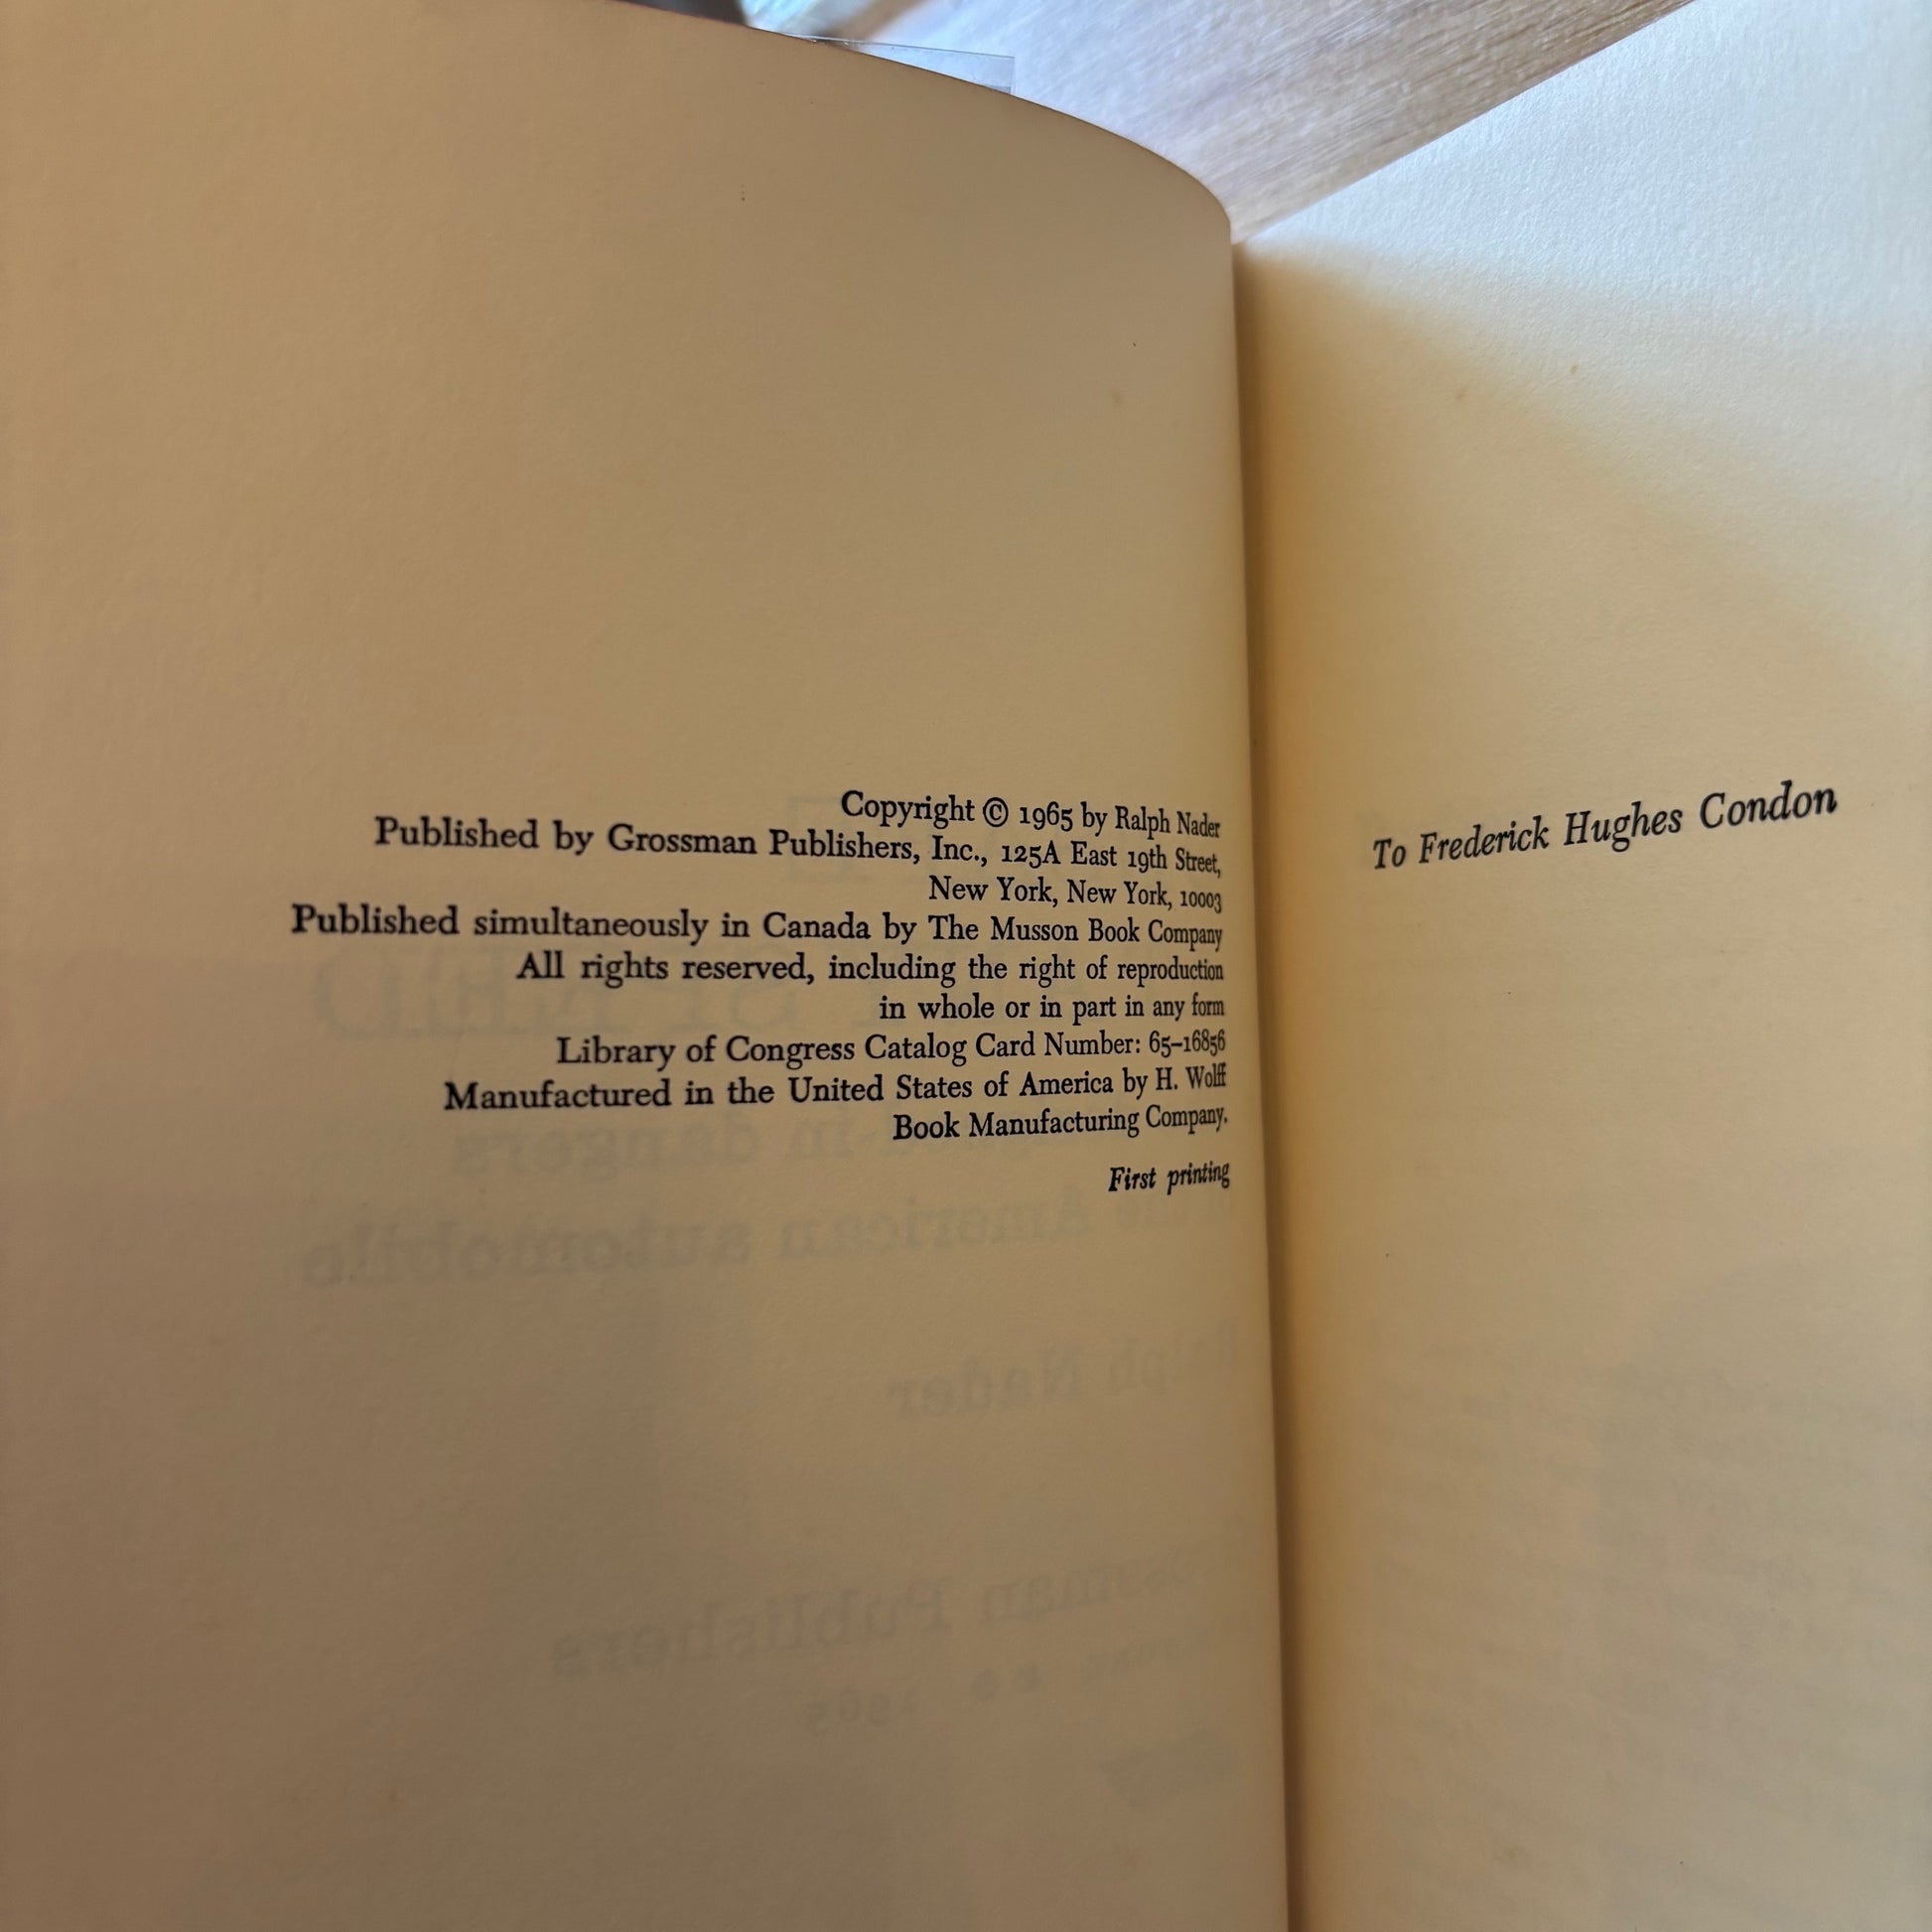 Copyright © 1965 by Ralph Nader
Published by Grossman Publishers, Inc., 125A East 19th Street,
New York, New York, 10003
Published simultaneously in Canada by The Musson Book Company
All rights reserved, including the right of reproduction
in whole or in part in any form
Library of Congress Catalog Card Number: 65–16856
Manufactured in the United States of America by H. Wolff
Book Manufacturing Company.
First printing
To Frederick Hughes Condon